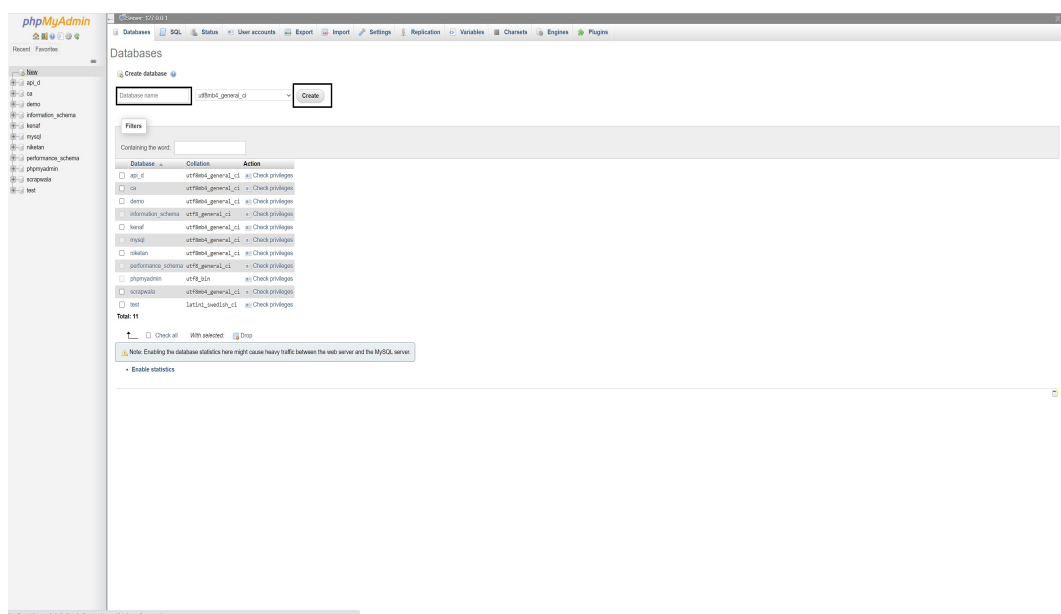 phpMyAdmin
Recent Favorites
New
api_d
ca
demo
information_schema
kenaf
mysql
niketan
performance_schema
phpmyadmin
scrapwala
test
Server: 127.0.0.1
Databases SQL Status User accounts Export Import Settings Replication Variables Charsets Engines Plugins
Databases
Create database
Database name utf8mb4_general_ci Create
Filters
Containing the word:
Database Collation Action
api_d utf8mb4_general_ci Check privileges
ca utf8mb4_general_ci Check privileges
demo utf8mb4_general_ci Check privileges
information_schema utf8_general_ci Check privileges
kenaf utf8mb4_general_ci Check privileges
mysql utf8mb4_general_ci Check privileges
niketan utf8mb4_general_ci Check privileges
performance_schema utf8_general_ci Check privileges
phpmyadmin utf8_bin Check privileges
scrapwala utf8mb4_general_ci Check privileges
test latin1_swedish_ci Check privileges
Total: 11
Check all With selected: Drop
Note: Enabling the database statistics here might cause heavy traffic between the web server and the MySQL server.
• Enable statistics